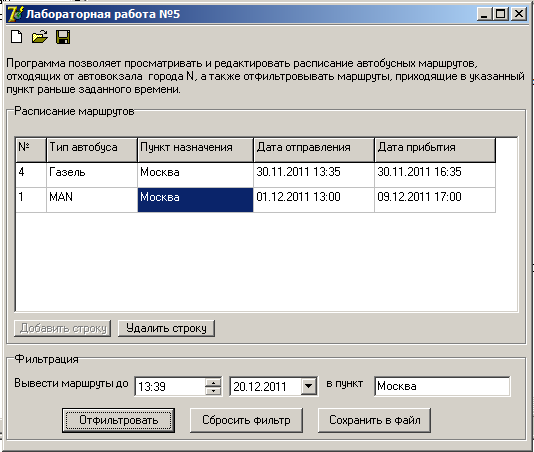 Лабораторная работа №5
Программа позволяет просматривать и редактировать расписание автобусных маршрутов,
отходящих от автовокзала города N, а также отфильтровывать маршруты, приходящие в указанный
пункт раньше заданного времени.
Расписание маршрутов
№ Тип автобуса Пункт назначения Дата отправления Дата прибытия
4 Газель Москва 30.11.2011 13:35 30.11.2011 16:35
1 MAN Москва 01.12.2011 13:00 09.12.2011 17:00
Добавить строку Удалить строку
Фильтрация
Вывести маршруты до 13:39 20.12.2011 в пункт Москва
Отфильтровать Сбросить фильтр Сохранить в файл